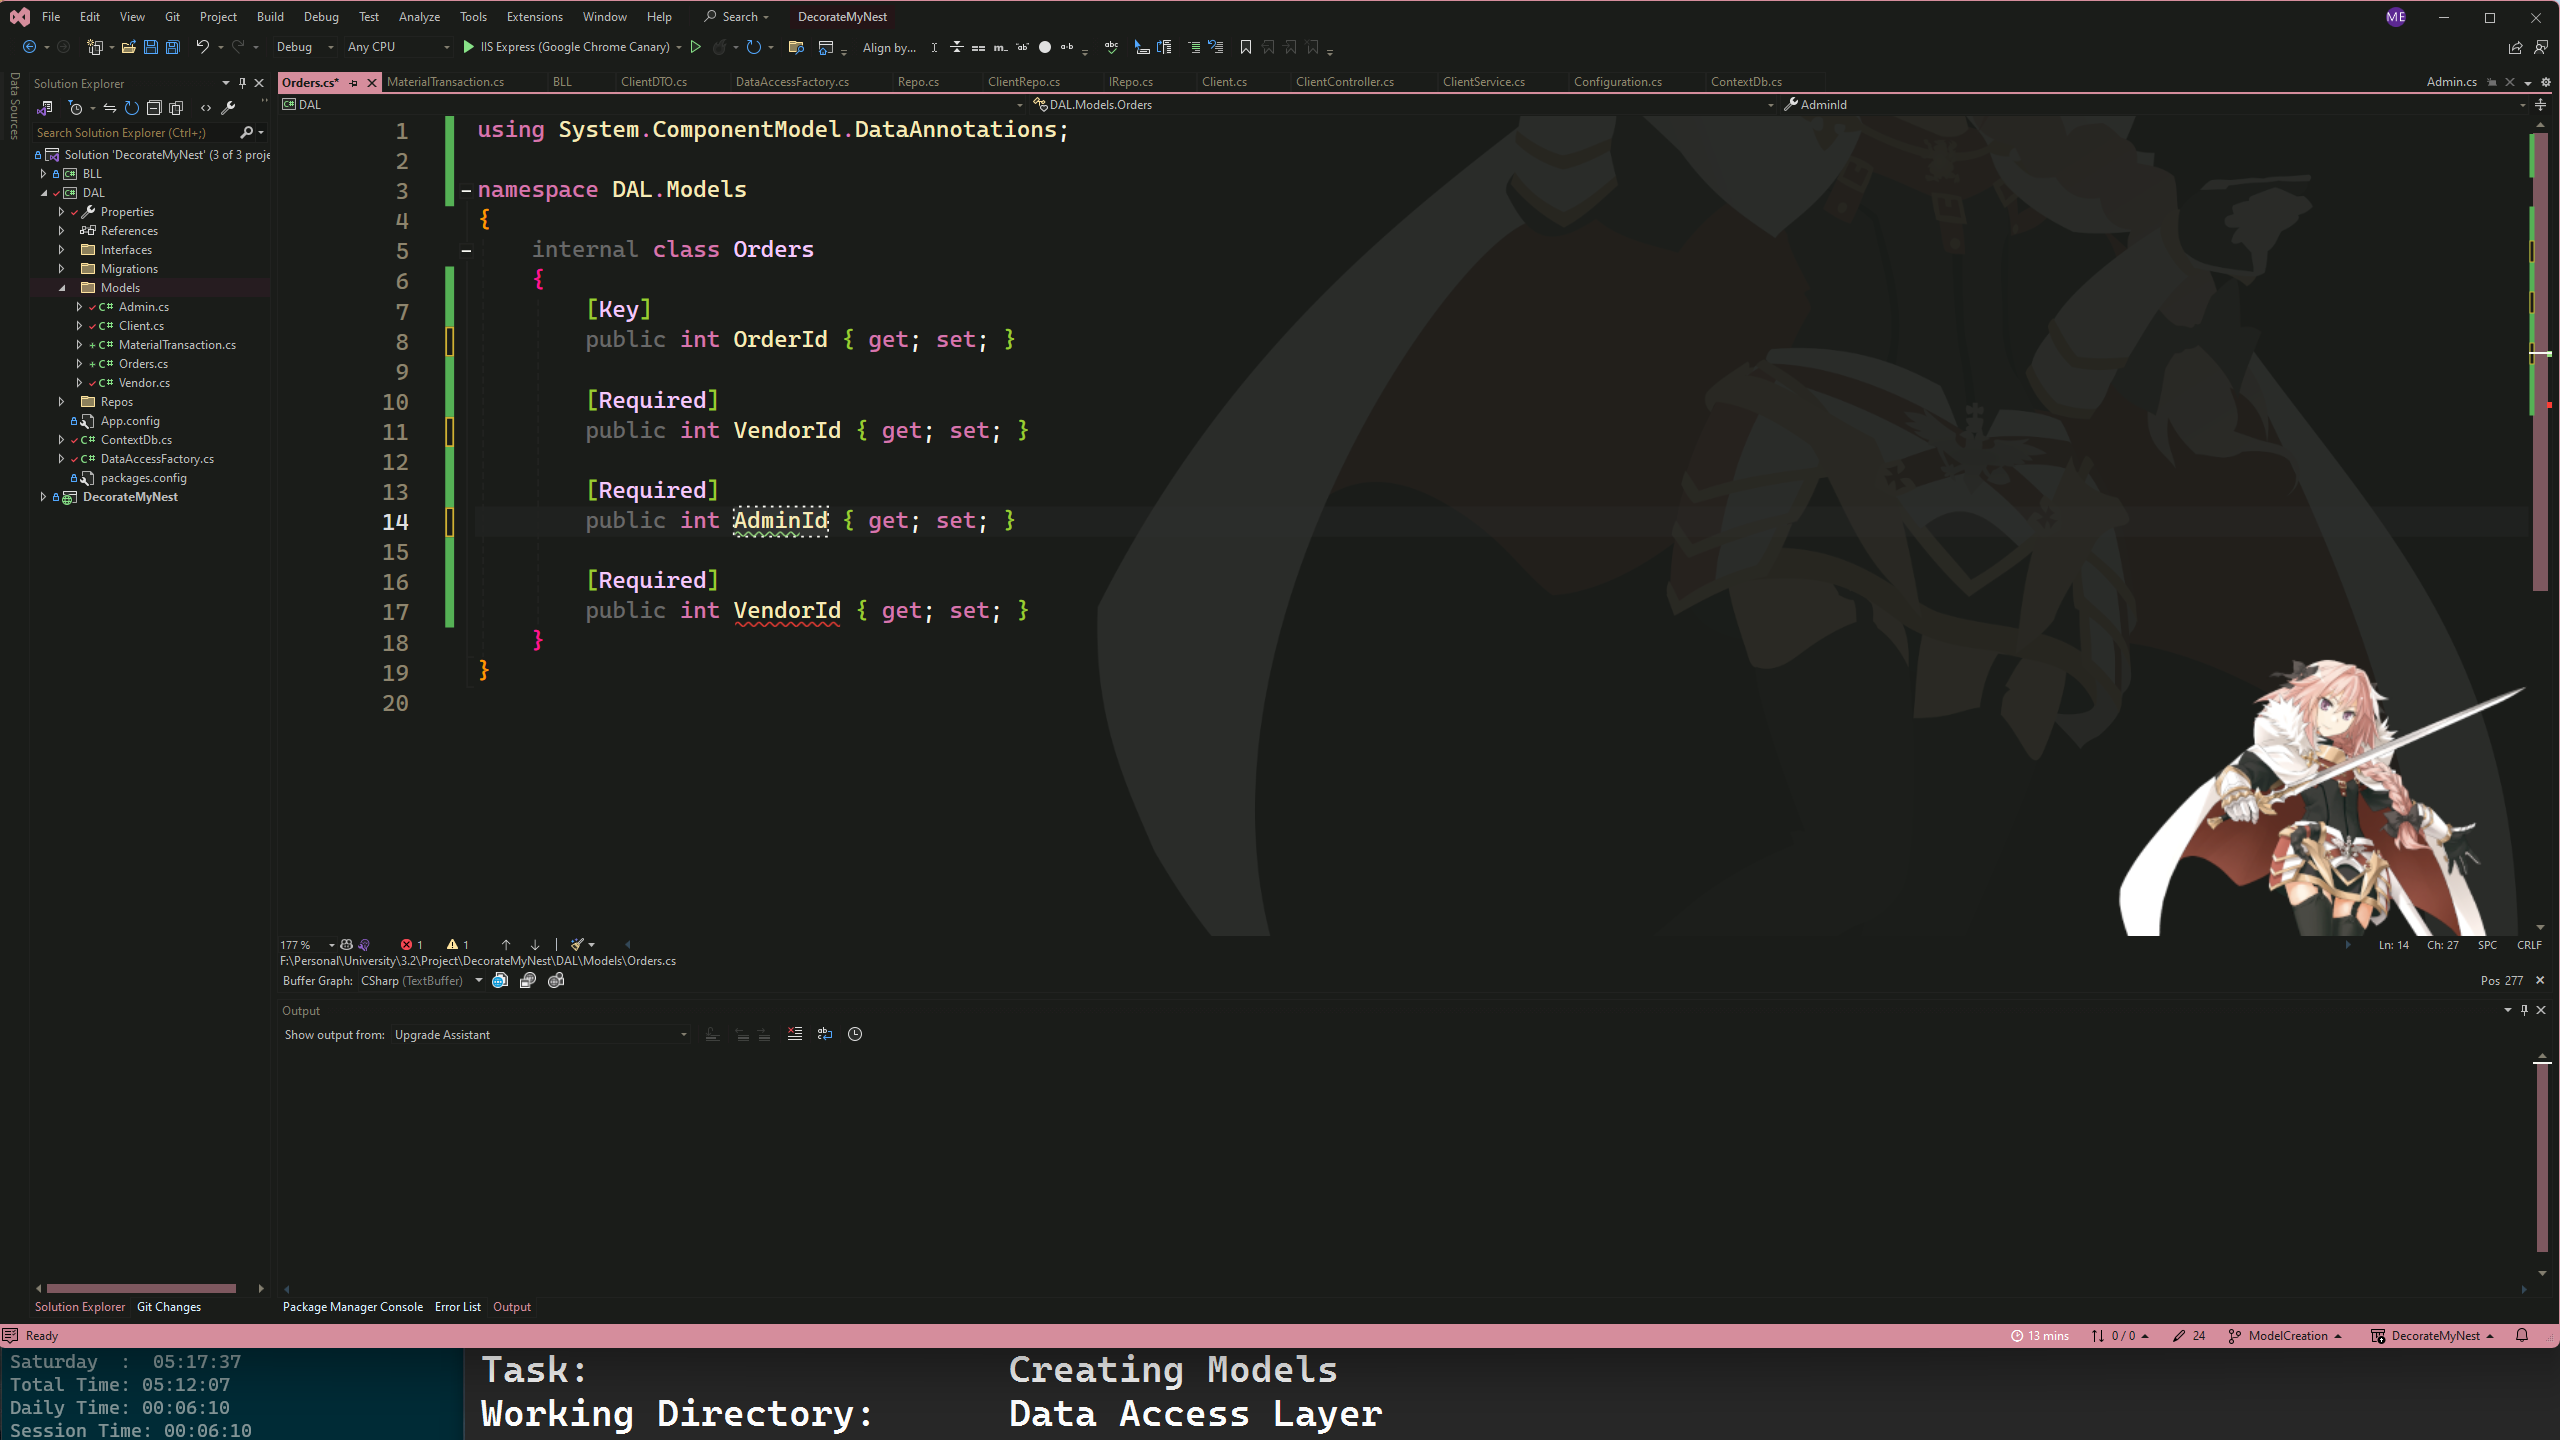 File Edit View Git Project Build Debug Test Analyze Tools Extensions Window Help Search DecorateMyNest ME
Debug Any CPU IIS Express (Google Chrome Canary) Align by...
Data Sources
Solution Explorer
Search Solution Explorer (Ctrl+;)
Solution 'DecorateMyNest' (3 of 3 proje
BLL
DAL
Properties
References
Interfaces
Migrations
Models
C# Admin.cs
C# Client.cs
C# MaterialTransaction.cs
C# Orders.cs
C# Vendor.cs
Repos
App.config
C# ContextDb.cs
C# DataAccessFactory.cs
packages.config
DecorateMyNest
Solution Explorer Git Changes
Orders.cs* MaterialTransaction.cs BLL ClientDTO.cs DataAccessFactory.cs Repo.cs ClientRepo.cs IRepo.cs Client.cs ClientController.cs ClientService.cs Configuration.cs ContextDb.cs Admin.cs
DAL DAL.Models.Orders AdminId
1 using System.ComponentModel.DataAnnotations;
2
3 namespace DAL.Models
4 {
5 internal class Orders
6 {
7 [Key]
8 public int OrderId { get; set; }
9
10 [Required]
11 public int VendorId { get; set; }
12
13 [Required]
14 public int AdminId { get; set; }
15
16 [Required]
17 public int VendorId { get; set; }
18 }
19 }
20
177 % 1 1 Ln: 14 Ch: 27 SPC CRLF
F:\Personal\University\3.2\Project\DecorateMyNest\DAL\Models\Orders.cs
Buffer Graph: CSharp (TextBuffer) Pos 277
Output
Show output from: Upgrade Assistant
Package Manager Console Error List Output
Ready 13 mins 0 / 0 24 ModelCreation DecorateMyNest
Saturday : 05:17:37
Total Time: 05:12:07
Daily Time: 00:06:10
Session Time: 00:06:10
Task: Creating Models
Working Directory: Data Access Layer